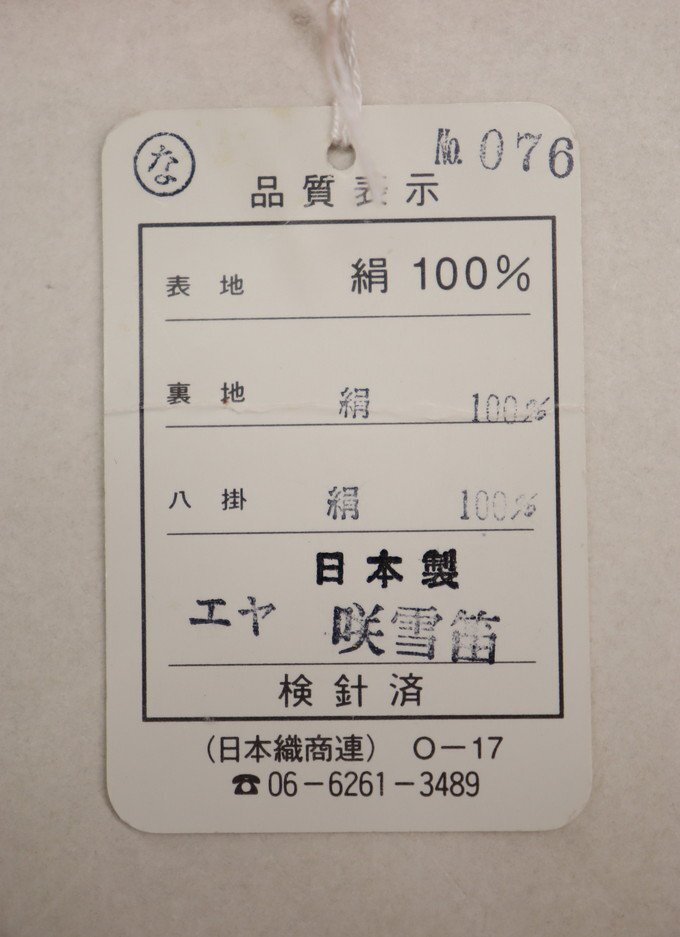 な No. 076
品質表示
表地 絹 100%
裏地 絹 100%
八掛 絹 100%
日本製
エヤ 咲雪笛
検針済
（日本織商連） O－17
☎06－6261－3489